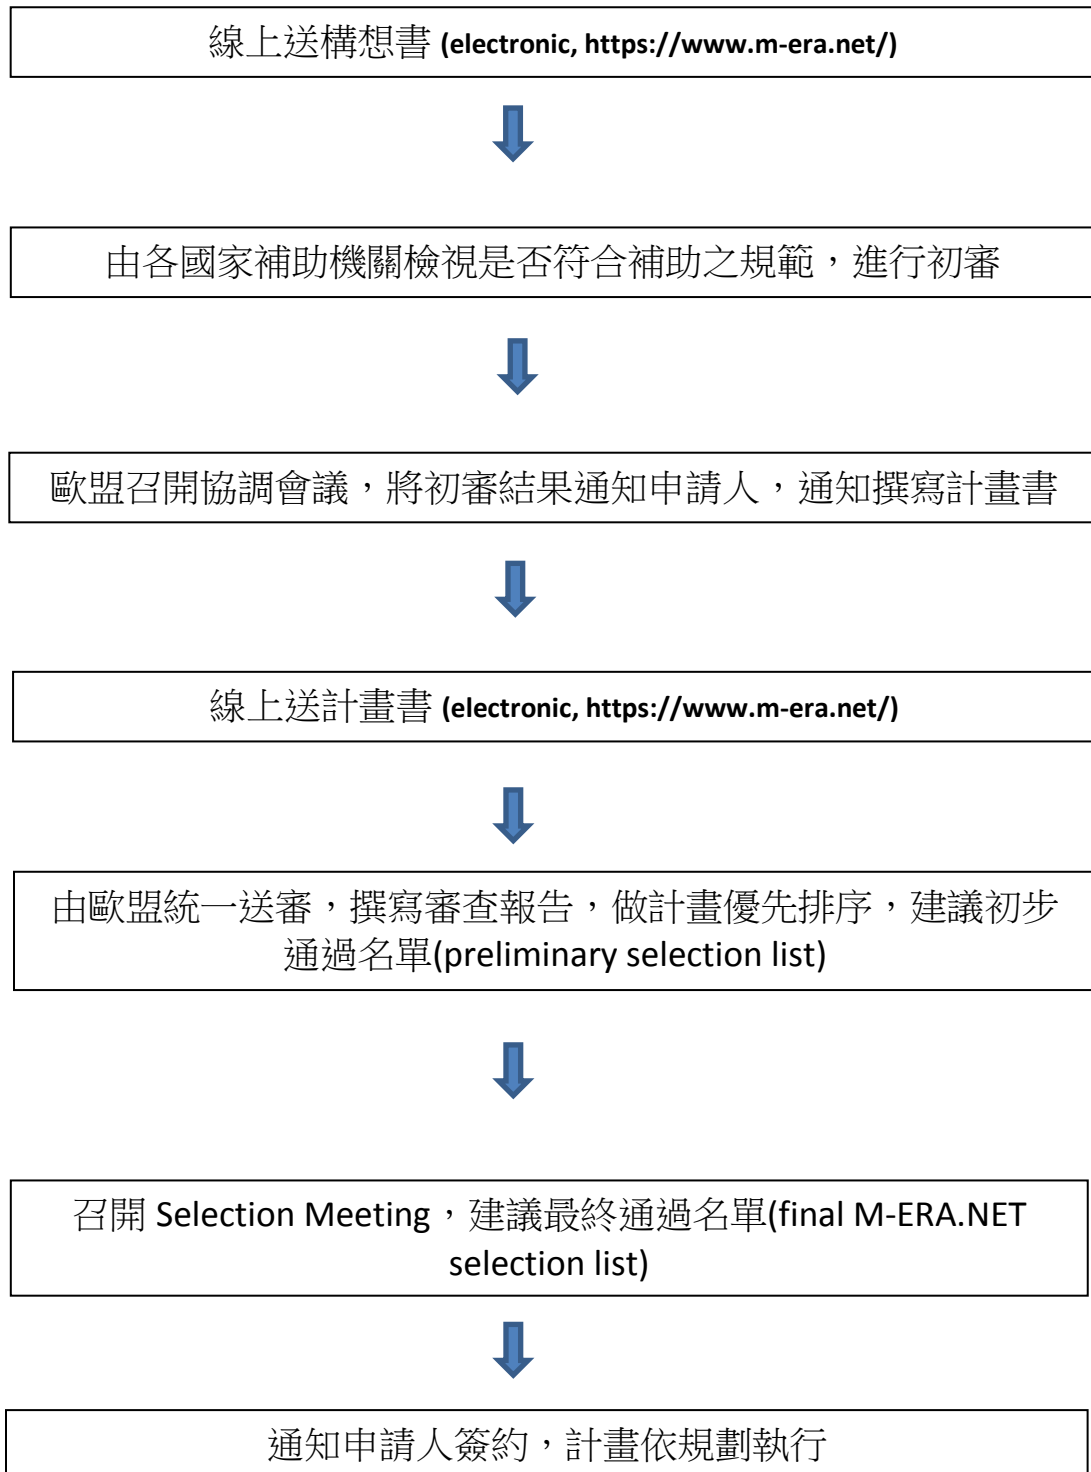 線上送構想書 (electronic, https://www.m-era.net/)
由各國家補助機關檢視是否符合補助之規範，進行初審
歐盟召開協調會議，將初審結果通知申請人，通知撰寫計畫書
線上送計畫書 (electronic, https://www.m-era.net/)
由歐盟統一送審，撰寫審查報告，做計畫優先排序，建議初步
通過名單(preliminary selection list)
召開 Selection Meeting，建議最終通過名單(final M-ERA.NET
selection list)
通知申請人簽約，計畫依規劃執行